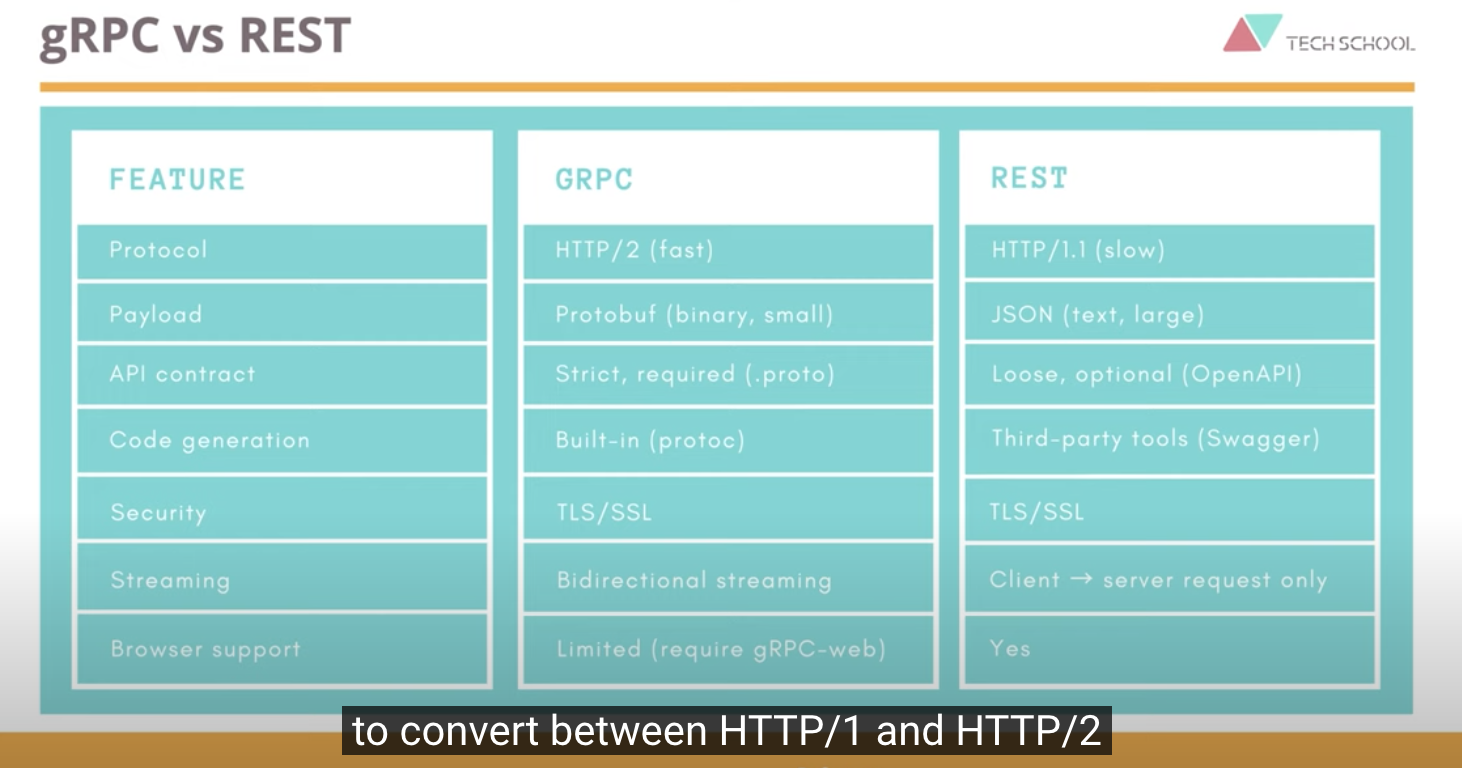 gRPC vs REST
TECH SCHOOL
FEATURE GRPC REST
Protocol HTTP/2 (fast) HTTP/1.1 (slow)
Payload Protobuf (binary, small) JSON (text, large)
API contract Strict, required (.proto) Loose, optional (OpenAPI)
Code generation Built-in (protoc) Third-party tools (Swagger)
Security TLS/SSL TLS/SSL
Streaming Bidirectional streaming Client → server request only
Browser support Limited (require gRPC-web) Yes
to convert between HTTP/1 and HTTP/2